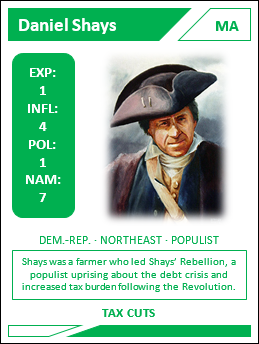 Daniel Shays
MA
EXP:
1
INFL:
4
POL:
1
NAM:
7
DEM.-REP. · NORTHEAST · POPULIST
Shays was a farmer who led Shays’ Rebellion, a
populist uprising about the debt crisis and
increased tax burden following the Revolution.
TAX CUTS